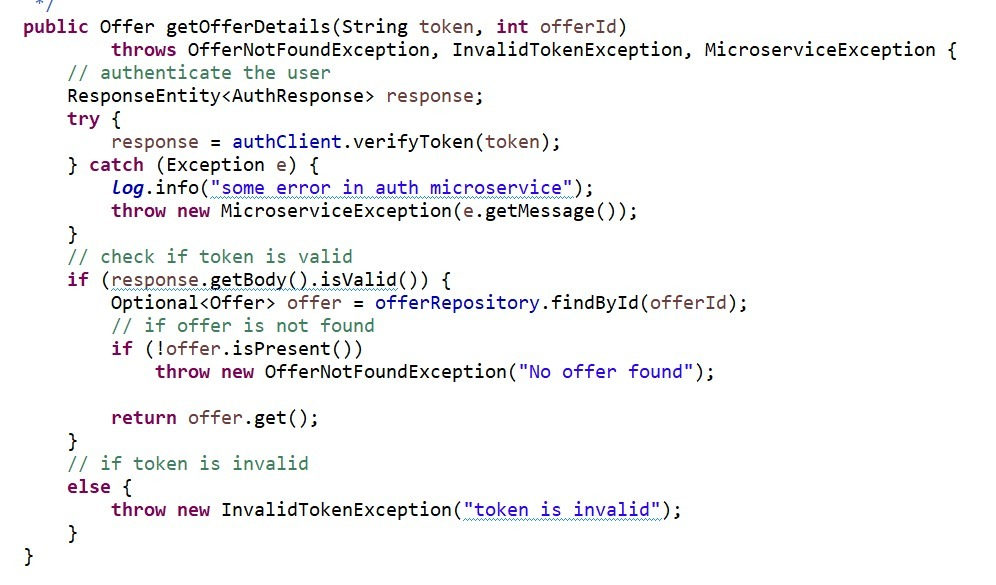 */
public Offer getOfferDetails(String token, int offerId)
throws OfferNotFoundException, InvalidTokenException, MicroserviceException {
// authenticate the user
ResponseEntity<AuthResponse> response;
try {
response = authClient.verifyToken(token);
} catch (Exception e) {
log.info("some error in auth microservice");
throw new MicroserviceException(e.getMessage());
}
// check if token is valid
if (response.getBody().isValid()) {
Optional<Offer> offer = offerRepository.findById(offerId);
// if offer is not found
if (!offer.isPresent())
throw new OfferNotFoundException("No offer found");
return offer.get();
}
// if token is invalid
else {
throw new InvalidTokenException("token is invalid");
}
}